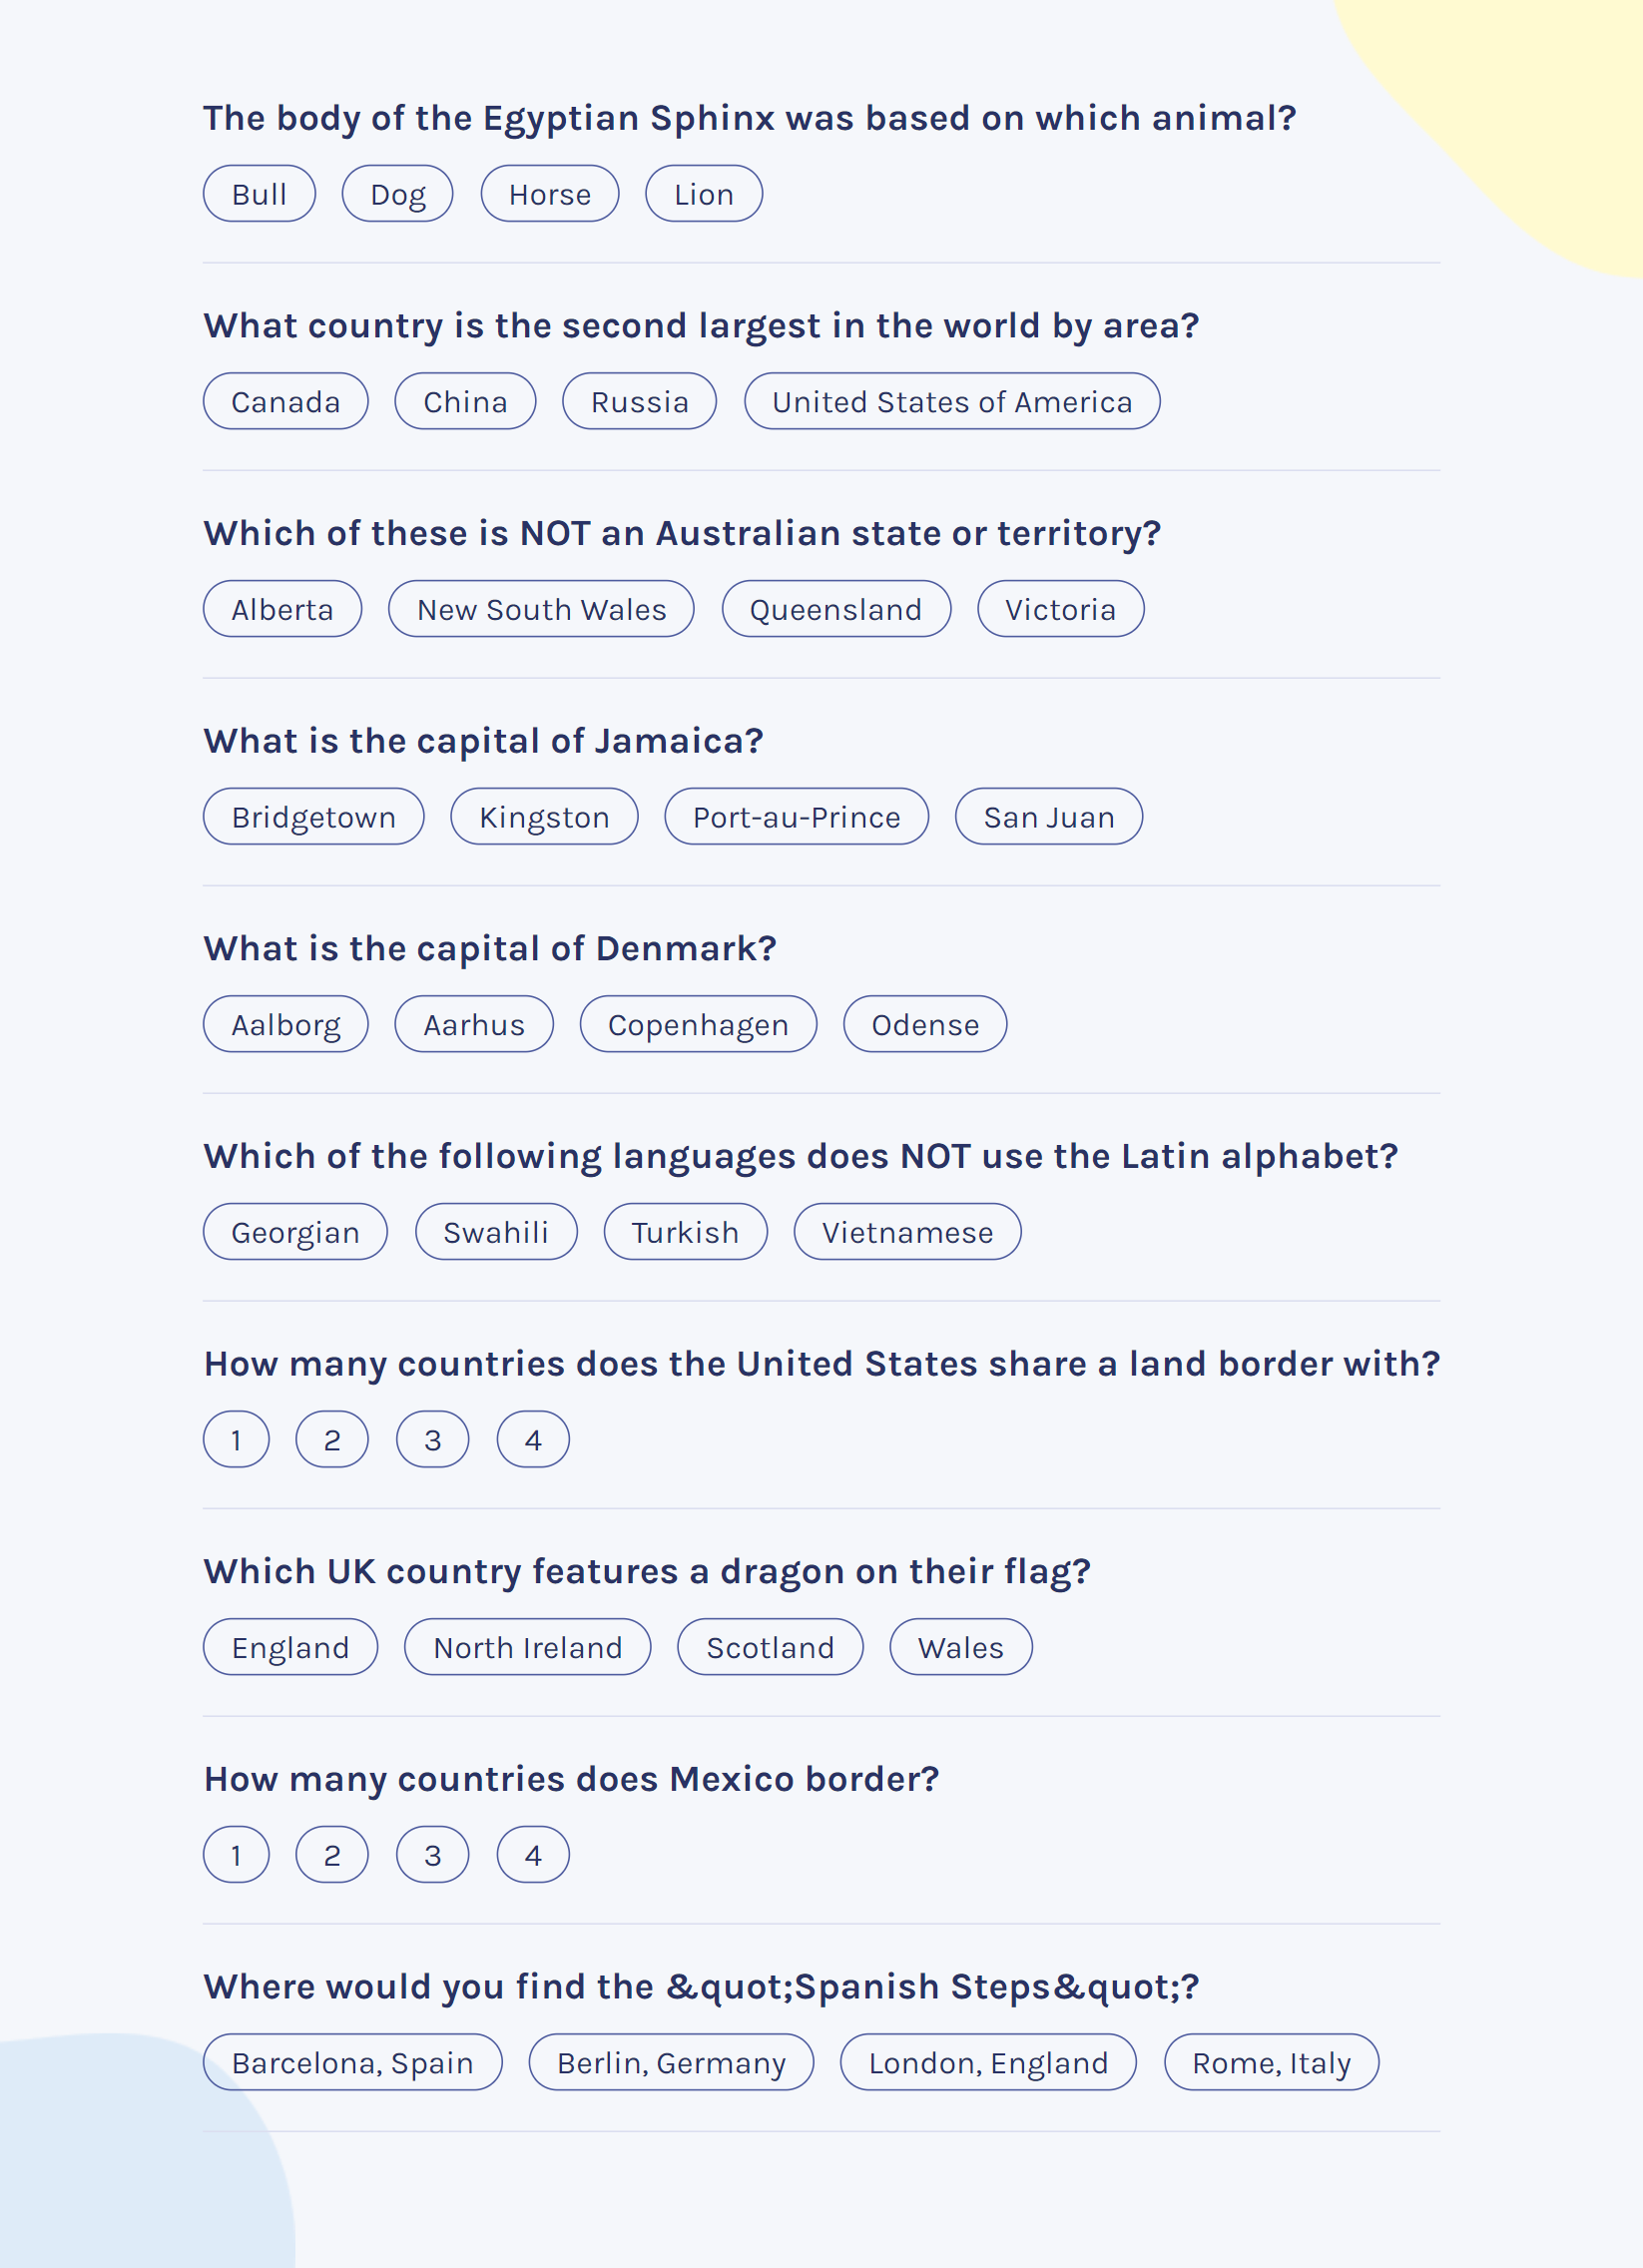 The body of the Egyptian Sphinx was based on which animal?
Bull Dog Horse Lion
What country is the second largest in the world by area?
Canada China Russia United States of America
Which of these is NOT an Australian state or territory?
Alberta New South Wales Queensland Victoria
What is the capital of Jamaica?
Bridgetown Kingston Port-au-Prince San Juan
What is the capital of Denmark?
Aalborg Aarhus Copenhagen Odense
Which of the following languages does NOT use the Latin alphabet?
Georgian Swahili Turkish Vietnamese
How many countries does the United States share a land border with?
1 2 3 4
Which UK country features a dragon on their flag?
England North Ireland Scotland Wales
How many countries does Mexico border?
1 2 3 4
Where would you find the &quot;Spanish Steps&quot;?
Barcelona, Spain Berlin, Germany London, England Rome, Italy